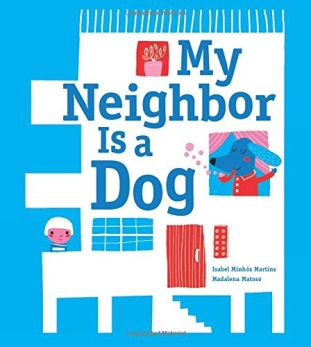 My
Neighbor
Is a
Dog
Isabel Minhós Martins
Madalena Matoso